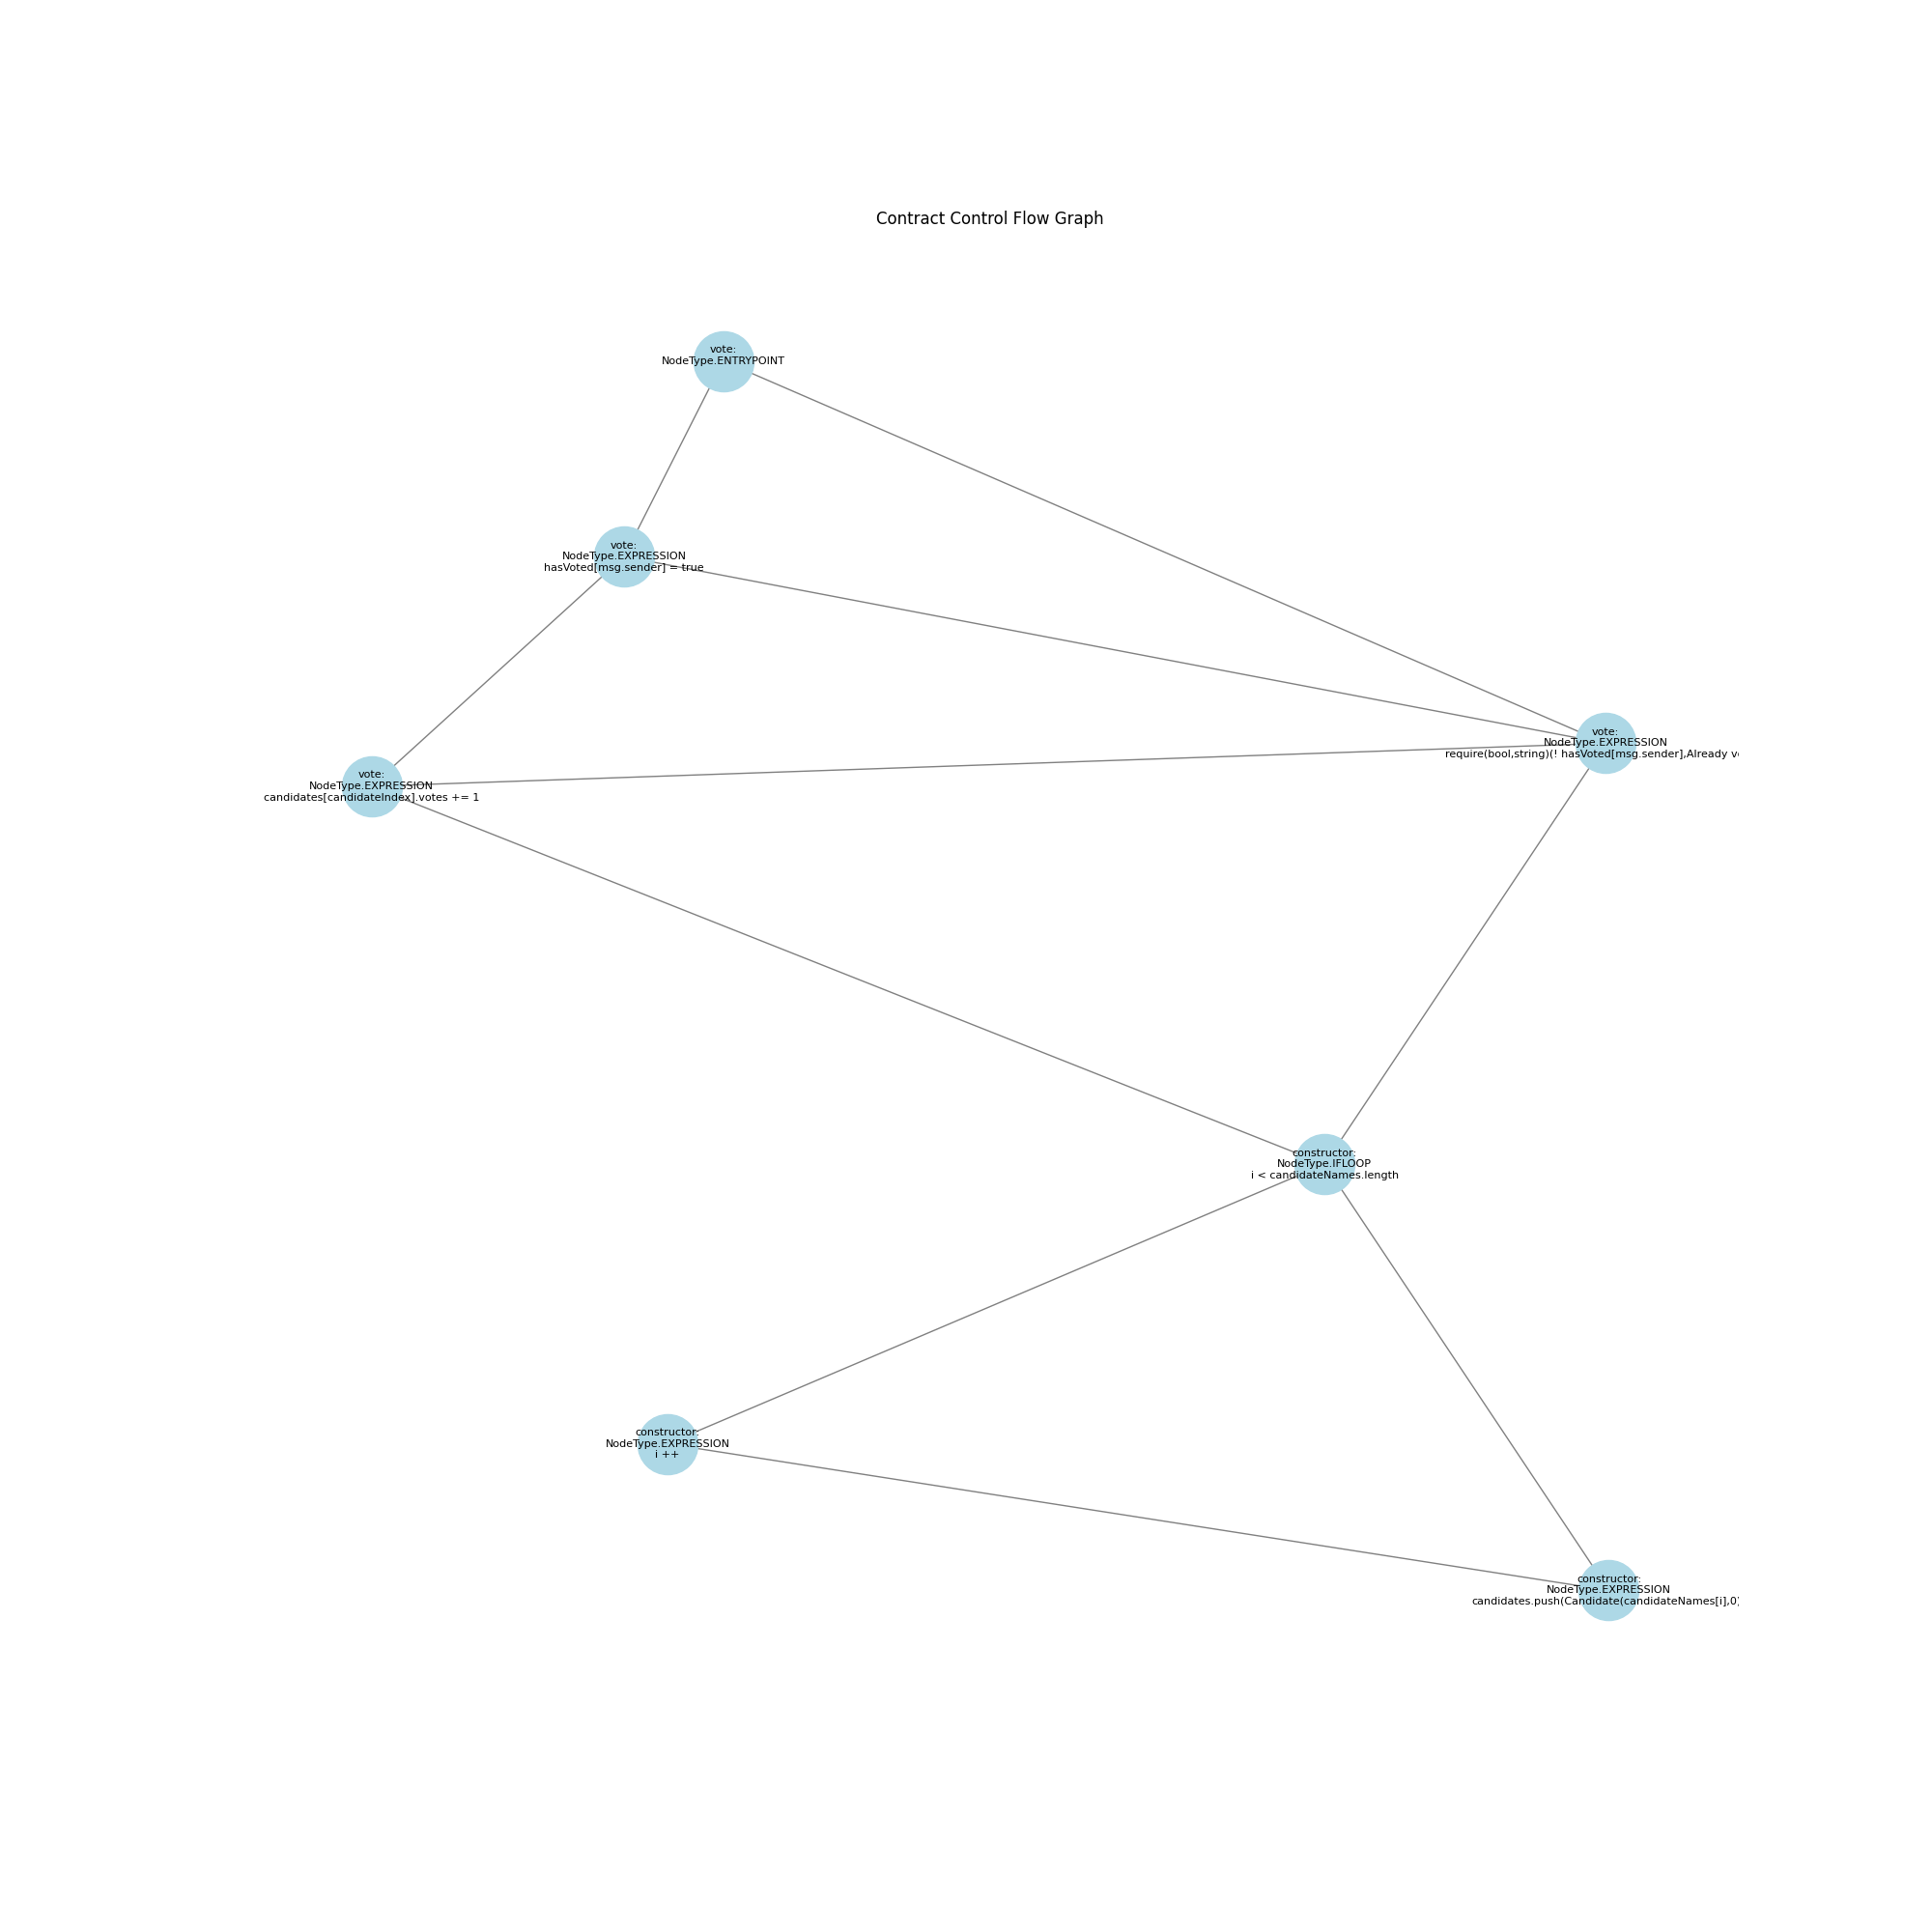 Contract Control Flow Graph
vote:
NodeType.ENTRYPOINT
vote:
NodeType.EXPRESSION
hasVoted[msg.sender] = true
vote:
NodeType.EXPRESSION
require(bool,string)(! hasVoted[msg.sender],Already
vote:
NodeType.EXPRESSION
candidates[candidateIndex].votes += 1
constructor:
NodeType.IFLOOP
i < candidateNames.length
constructor:
NodeType.EXPRESSION
i ++
constructor:
NodeType.EXPRESSION
candidates.push(Candidate(candidateNames[i],0)